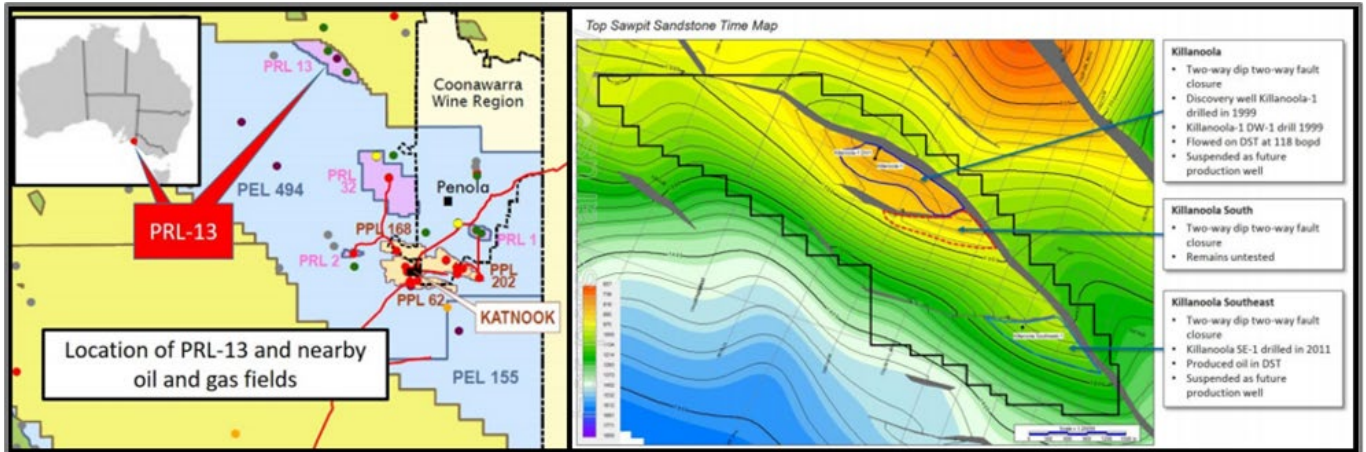 PRL 13
Coonawarra
Wine Region
PEL 494
PRL
32
Penola
PRL-13
PPL 168
PRL 1
PRL 2
PPL
202
PPL 62
KATNOOK
Location of PRL-13 and nearby
oil and gas fields
PEL 155
Top Sawpit Sandstone Time Map
Killanoola
Two-way dip two-way fault
closure
Discovery well Killanoola-1
drilled in 1999
Killanoola-1 DW-1 drill 1999
Flowed on DST at 118 bopd
Suspended as future
production well
Killanoola South
Two-way dip two-way fault
closure
Remains untested
Killanoola Southeast
Two-way dip two-way fault
closure
Killanoola SE-1 drilled in 2011
Produced oil in DST
Suspended as future
production well